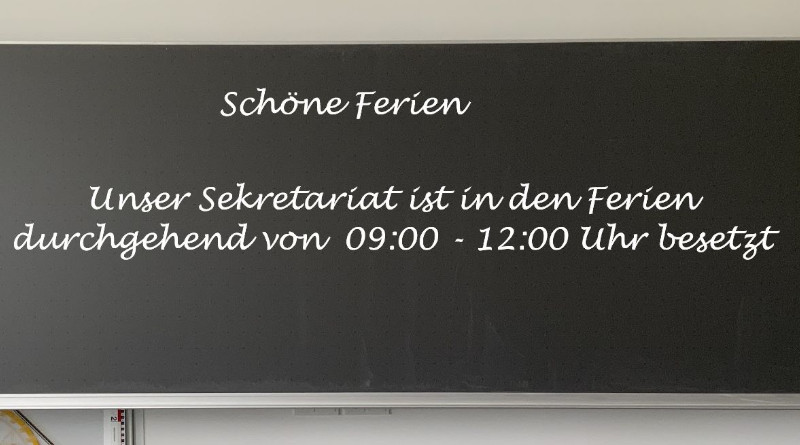 Schöne Ferien
Unser Sekretariat ist in den Ferien
durchgehend von 09:00 - 12:00 Uhr besetzt